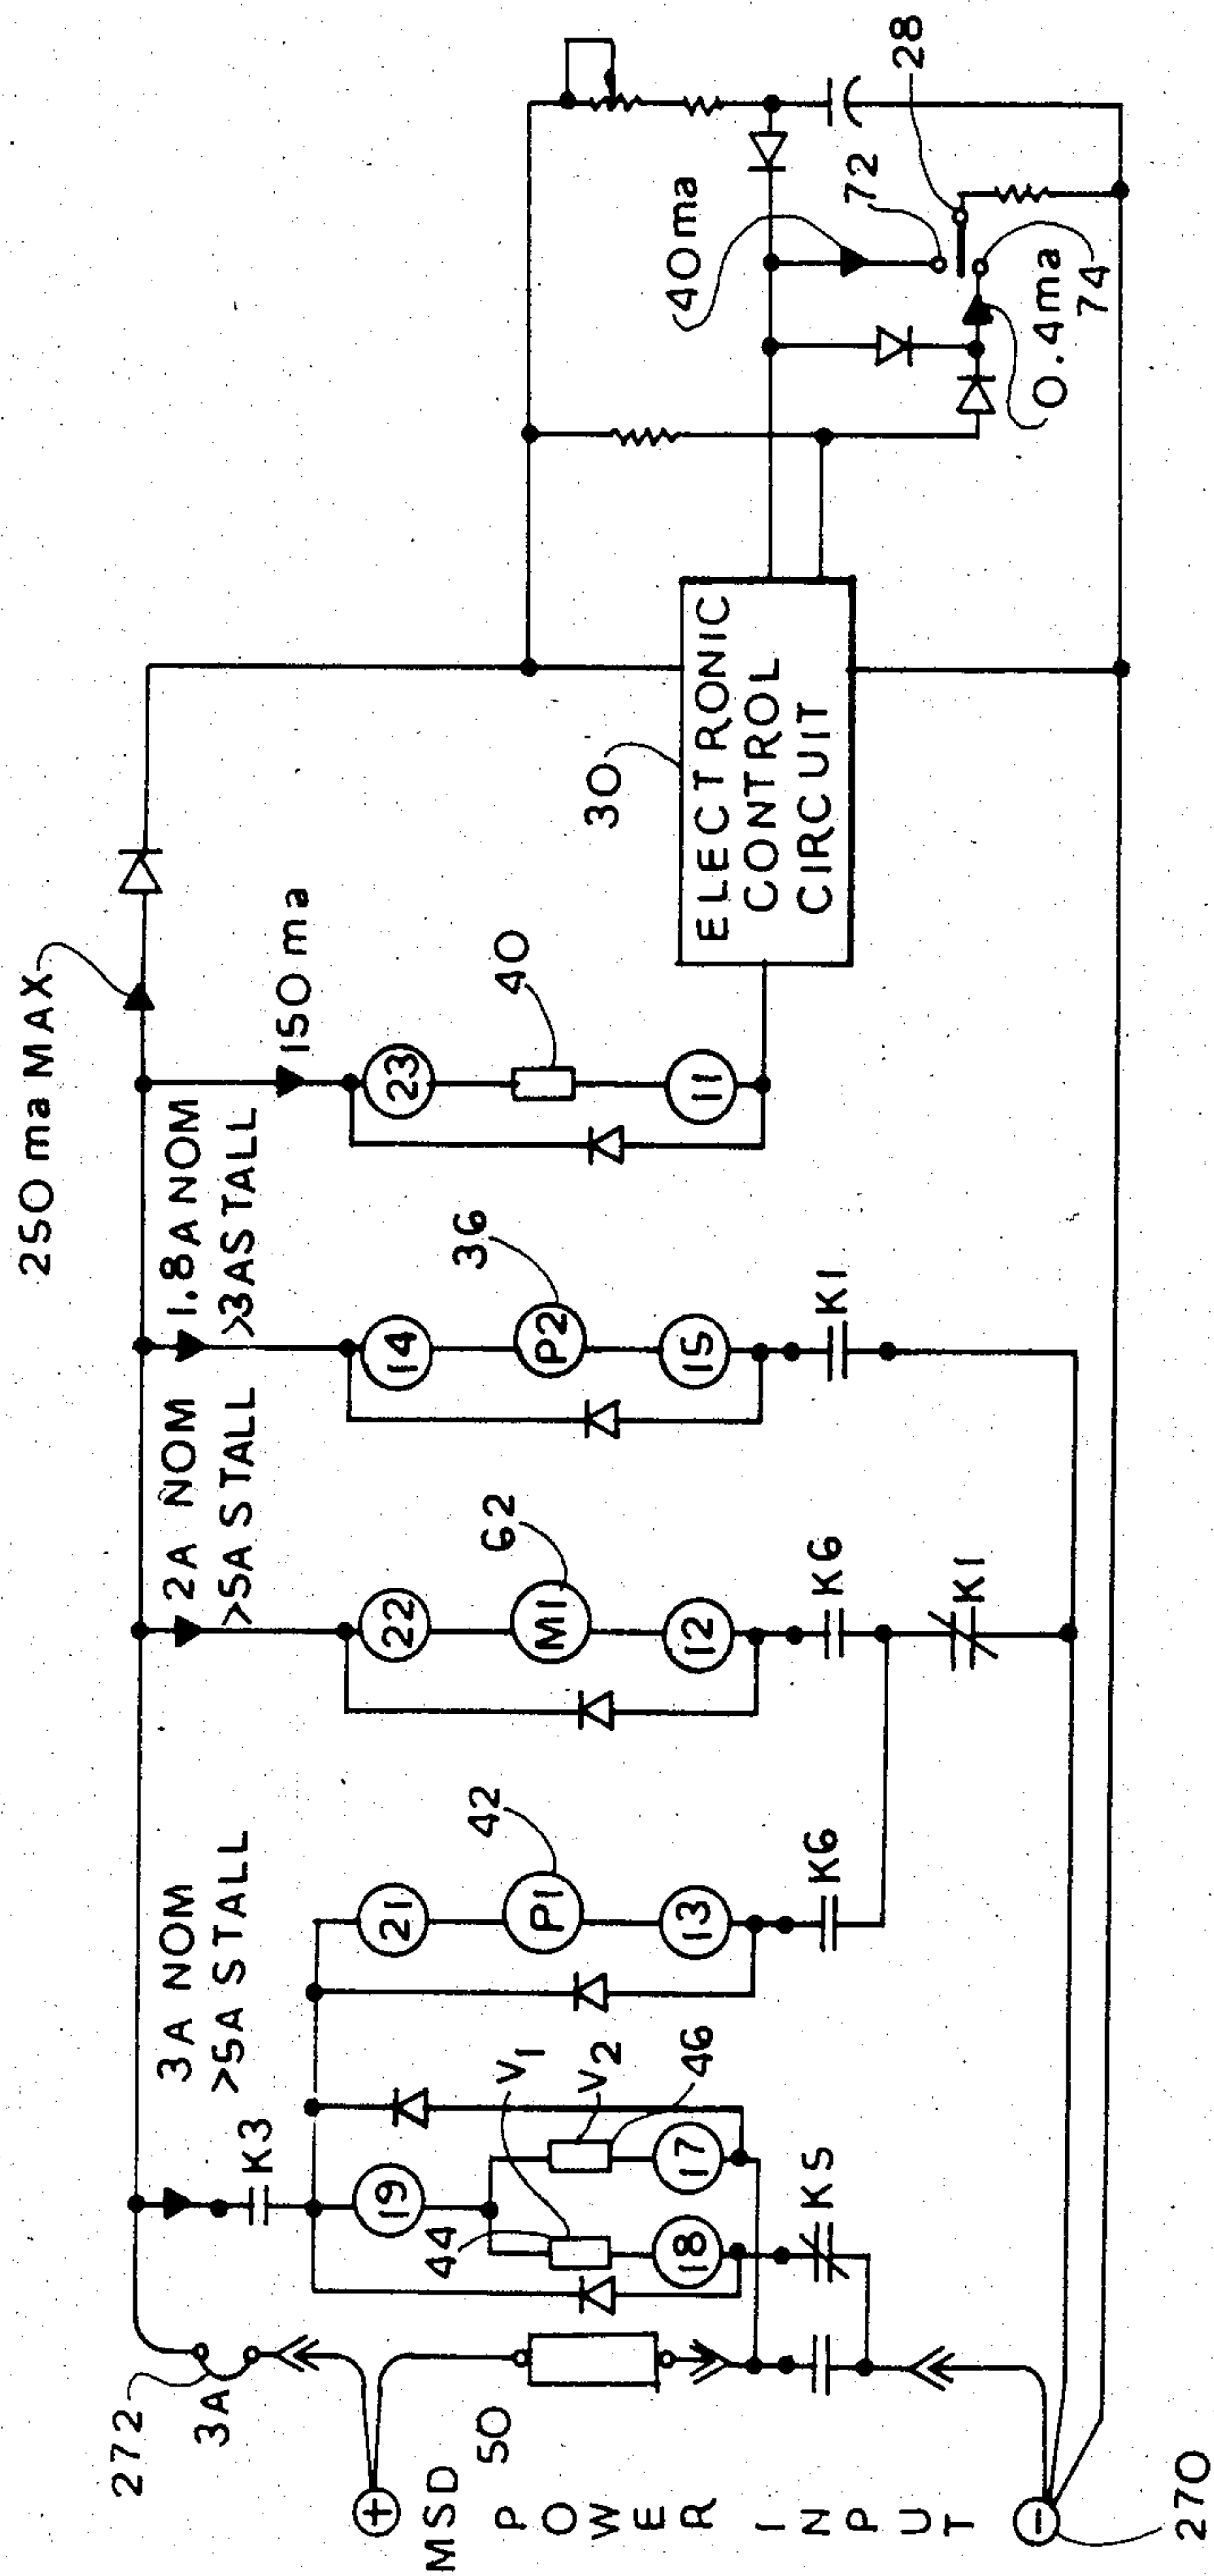 250 ma MAX
272
3A
3A NOM
>5A STALL
2A NOM
>5A STALL
1.8A NOM
>3A STALL
150 ma
K3
19
V1
V2
44
46
18
17
K5
21
42
P1
13
K6
22
62
M1
12
K6
K1
14
36
P2
15
K1
23
40
11
30
ELECTRONIC
CONTROL
CIRCUIT
40ma
72
28
0.4ma
74
+
MSD
50
POWER
INPUT
-
270